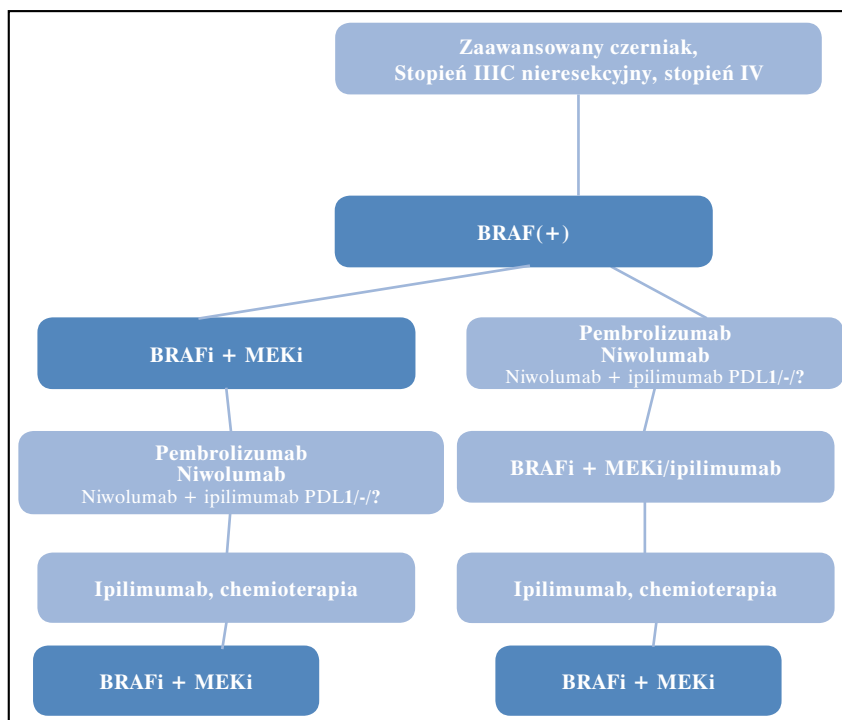 Zaawansowany czerniak,
Stopień IIIC nieresekcyjny, stopień IV
BRAF(+)
BRAFi + MEKi
Pembrolizumab
Niwolumab
Niwolumab + ipilimumab PDL1/-/?
Pembrolizumab
Niwolumab
Niwolumab + ipilimumab PDL1/-/?
BRAFi + MEKi/ipilimumab
Ipilimumab, chemioterapia
Ipilimumab, chemioterapia
BRAFi + MEKi
BRAFi + MEKi